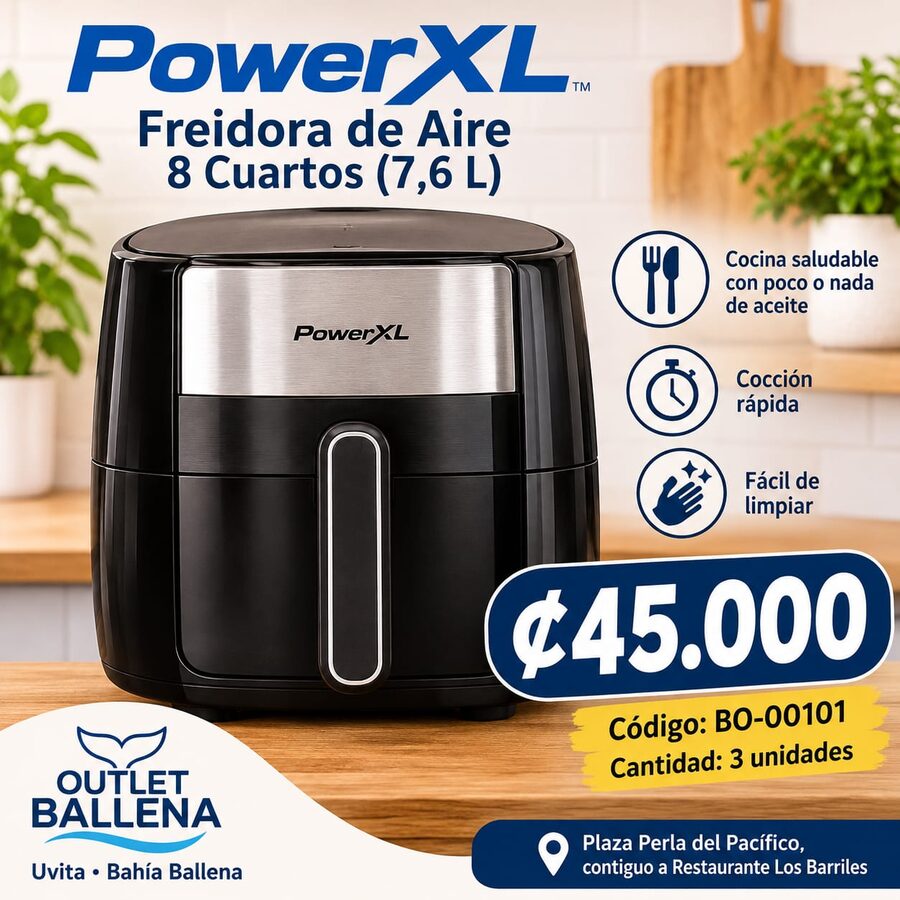 PowerXL™
Freidora de Aire
8 Cuartos (7,6 L)
PowerXL
Cocina saludable
con poco o nada
de aceite
Cocción
rápida
Fácil de
limpiar
₡45.000
Código: BO-00101
Cantidad: 3 unidades
OUTLET
BALLENA
Uvita • Bahía Ballena
Plaza Perla del Pacífico,
contiguo a Restaurante Los Barriles